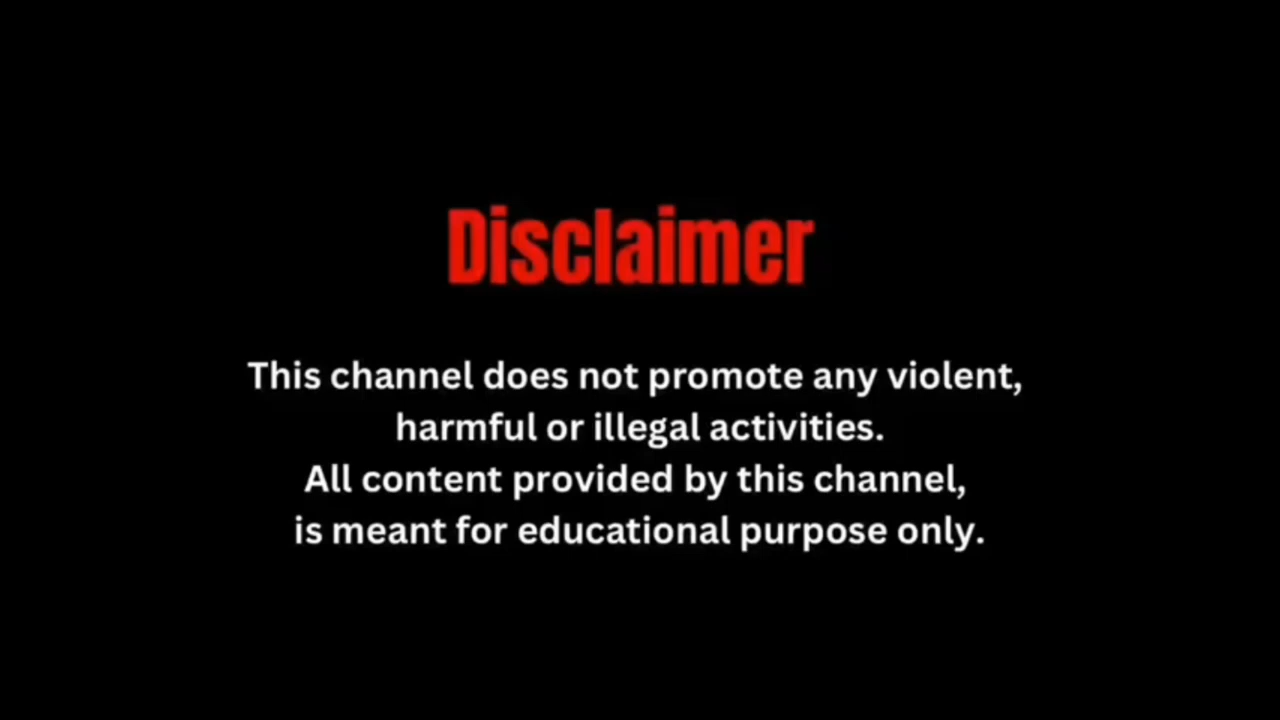 Disclaimer
This channel does not promote any violent,
harmful or illegal activities.
All content provided by this channel,
is meant for educational purpose only.